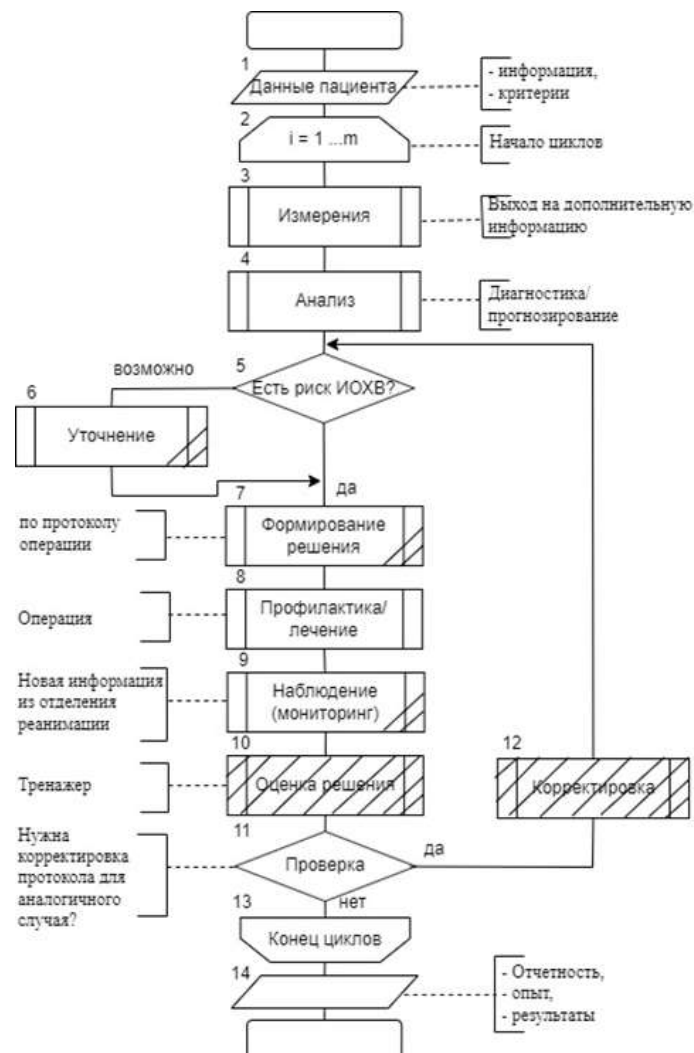 1
Данные пациента
- информация,
- критерии
2
i = 1 ...m
Начало циклов
3
Измерения
Выход на дополнительную
информацию
4
Анализ
Диагностика/
прогнозирование
возможно
5
Есть риск ИОХВ?
6
Уточнение
да
7
по протоколу
операции
Формирование
решения
8
Операция
Профилактика/
лечение
9
Новая информация
из отделения
реанимации
Наблюдение
(мониторинг)
10
Тренажер
Оценка решения
12
Корректировка
11
Нужна
корректировка
протокола для
аналогичного
случая?
Проверка
да
нет
13
Конец циклов
14
- Отчетность,
- опыт,
- результаты